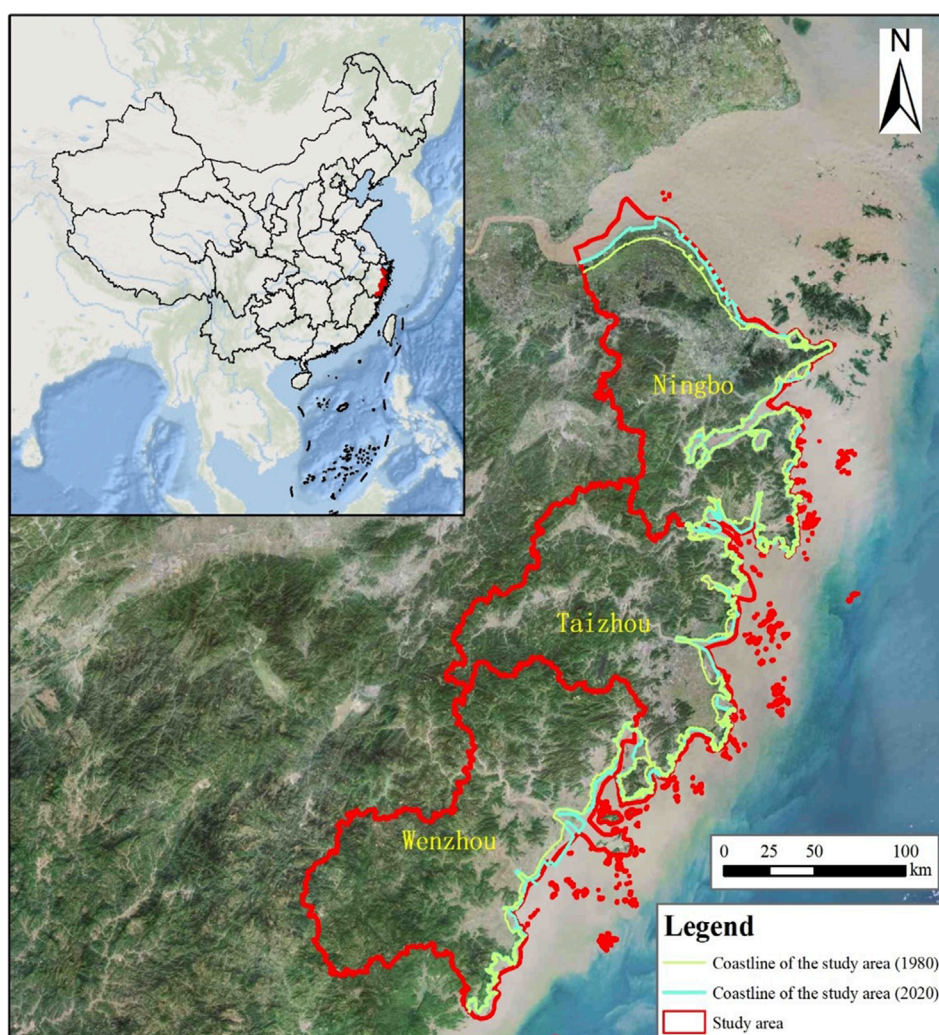 N
Ningbo
Taizhou
Wenzhou
0 25 50 100
km
Legend
Coastline of the study area (1980)
Coastline of the study area (2020)
Study area